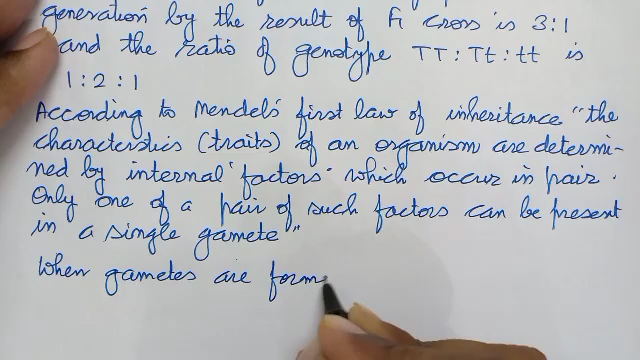 generation by the result of F1 cross is 3:1
and the ratio of genotype TT:Tt:tt is
1:2:1
According to Mendel's first law of inheritance "the
characterstics (traits) of an organism are determi-
ned by internal 'factors' which occur in pair.
Only one of a pair of such factors can be present
in a single gamete"
When gametes are form